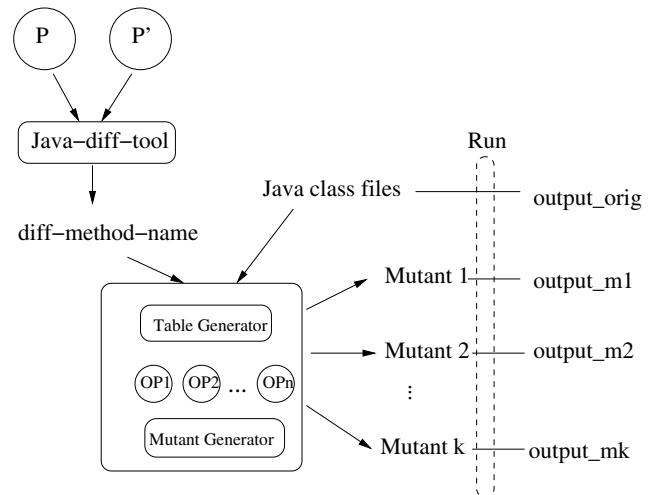 P
P'
Java-diff-tool
Run
Java class files
output_orig
diff-method-name
Mutant 1
output_m1
Table Generator
Mutant 2
output_m2
OP1 OP2 ... OPn
...
Mutant Generator
Mutant k
output_mk